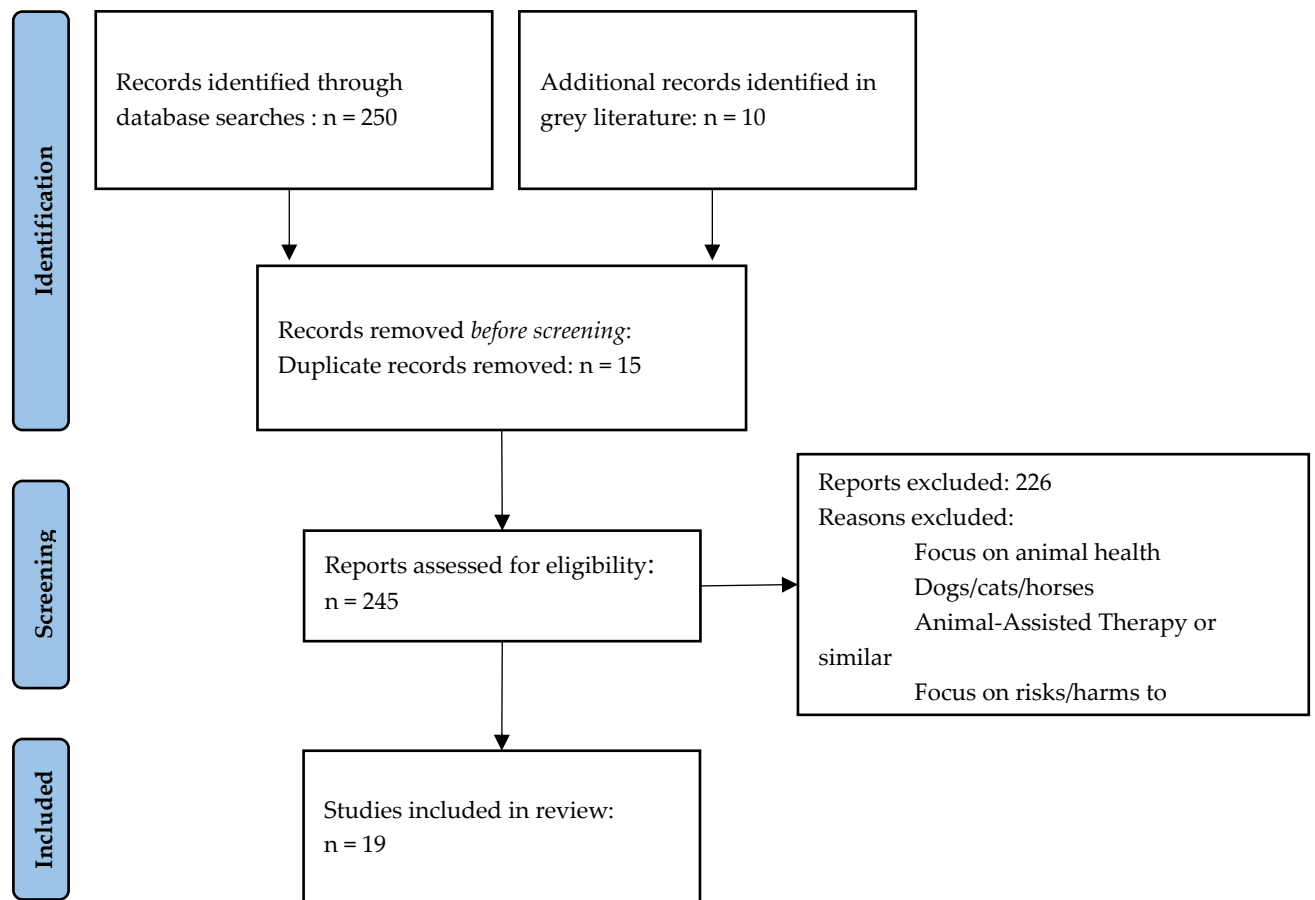 Identification
Records identified through
database searches : n = 250
Additional records identified in
grey literature: n = 10
Records removed before screening:
Duplicate records removed: n = 15
Screening
Reports assessed for eligibility:
n = 245
Reports excluded: 226
Reasons excluded:
Focus on animal health
Dogs/cats/horses
Animal-Assisted Therapy or
similar
Focus on risks/harms to
Included
Studies included in review:
n = 19